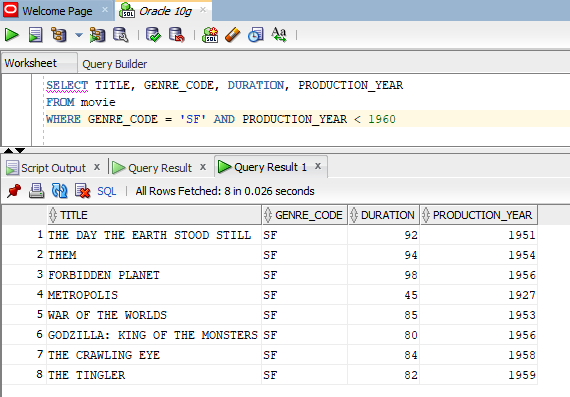 Welcome Page Oracle 10g
Worksheet Query Builder
SELECT TITLE, GENRE_CODE, DURATION, PRODUCTION_YEAR
FROM movie
WHERE GENRE_CODE = 'SF' AND PRODUCTION_YEAR < 1960
Script Output x Query Result x Query Result 1 x
SQL | All Rows Fetched: 8 in 0.026 seconds
TITLE GENRE_CODE DURATION PRODUCTION_YEAR
1 THE DAY THE EARTH STOOD STILL SF 92 1951
2 THEM SF 94 1954
3 FORBIDDEN PLANET SF 98 1956
4 METROPOLIS SF 45 1927
5 WAR OF THE WORLDS SF 85 1953
6 GODZILLA: KING OF THE MONSTERS SF 80 1956
7 THE CRAWLING EYE SF 84 1958
8 THE TINGLER SF 82 1959